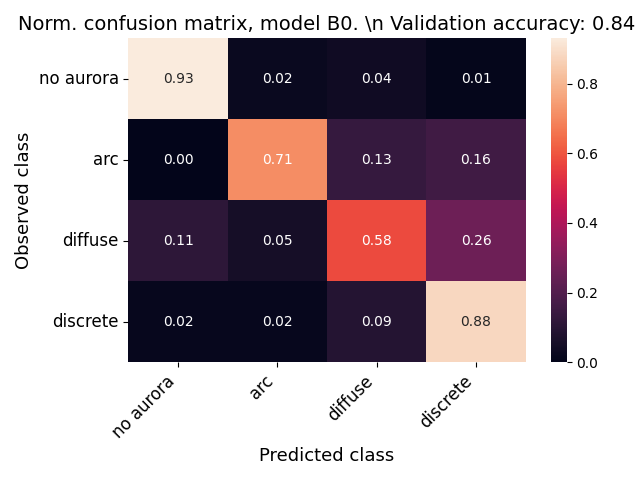 Norm. confusion matrix, model B0. \n Validation accuracy: 0.84
no aurora 0.93 0.02 0.04 0.01
arc 0.00 0.71 0.13 0.16
diffuse 0.11 0.05 0.58 0.26
discrete 0.02 0.02 0.09 0.88
Observed class
no aurora arc diffuse discrete
Predicted class
0.8
0.6
0.4
0.2
0.0